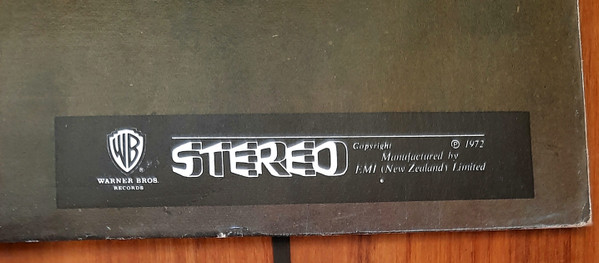 WB
®
WARNER BROS.
RECORDS
STEREO
Copyright ℗ 1972
Manufactured by
EMI (New Zealand) Limited